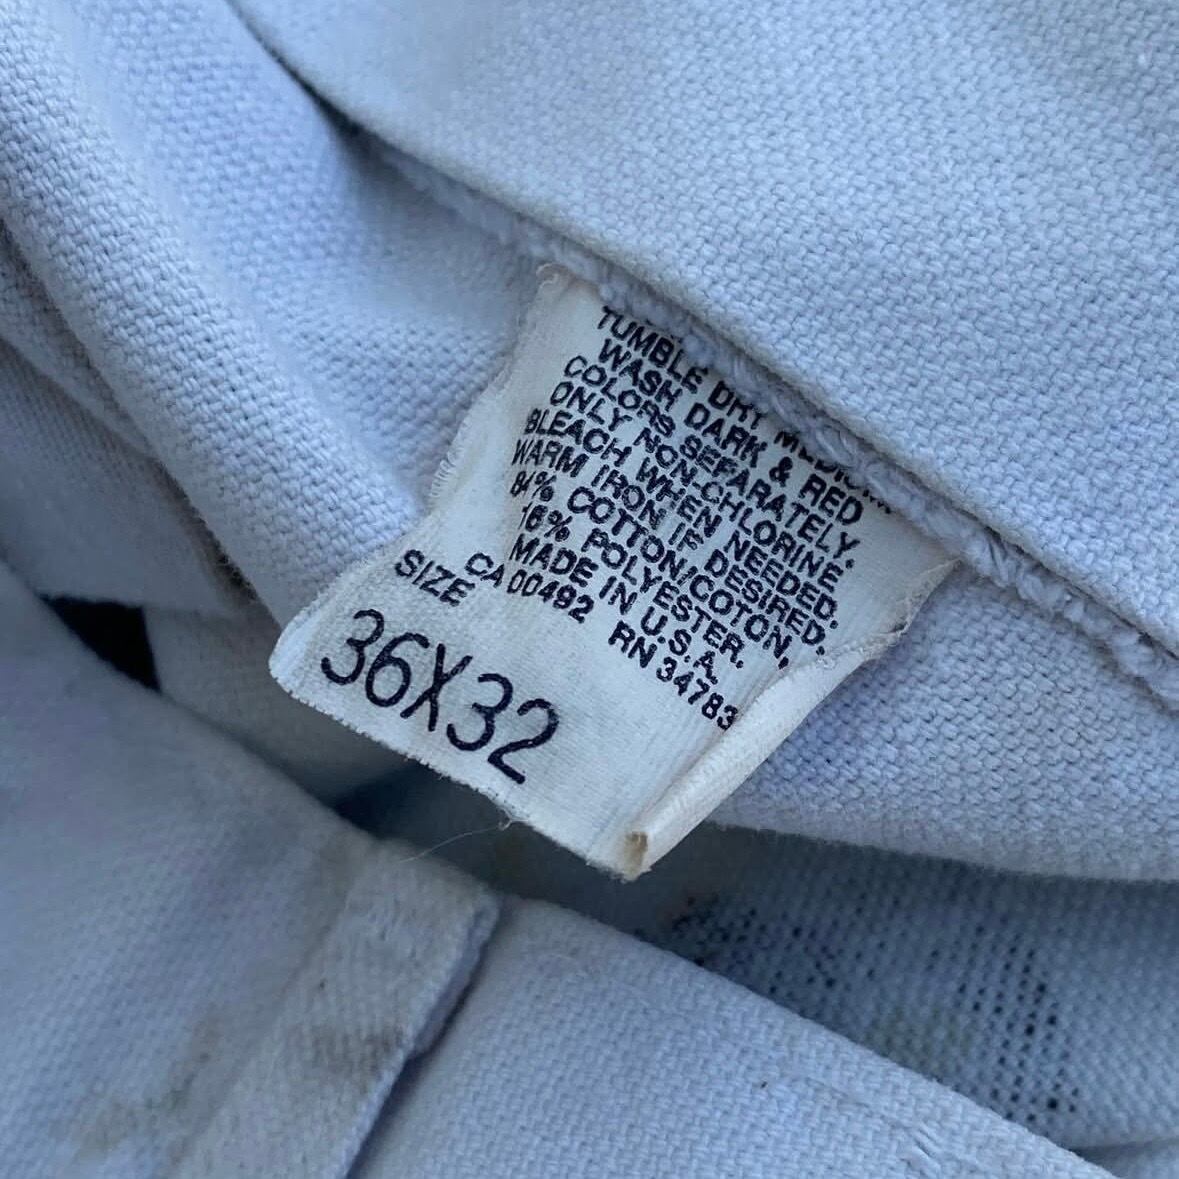 TUMBLE DRY MEDIUM
WASH DARK & RED
COLORS SEPARATELY.
ONLY NON-CHLORINE
BLEACH WHEN NEEDED.
WARM IRON IF DESIRED.
84% COTTON/COTON,
16% POLYESTER.
MADE IN U.S.A.
CA 00492 RN 34783
SIZE
36X32